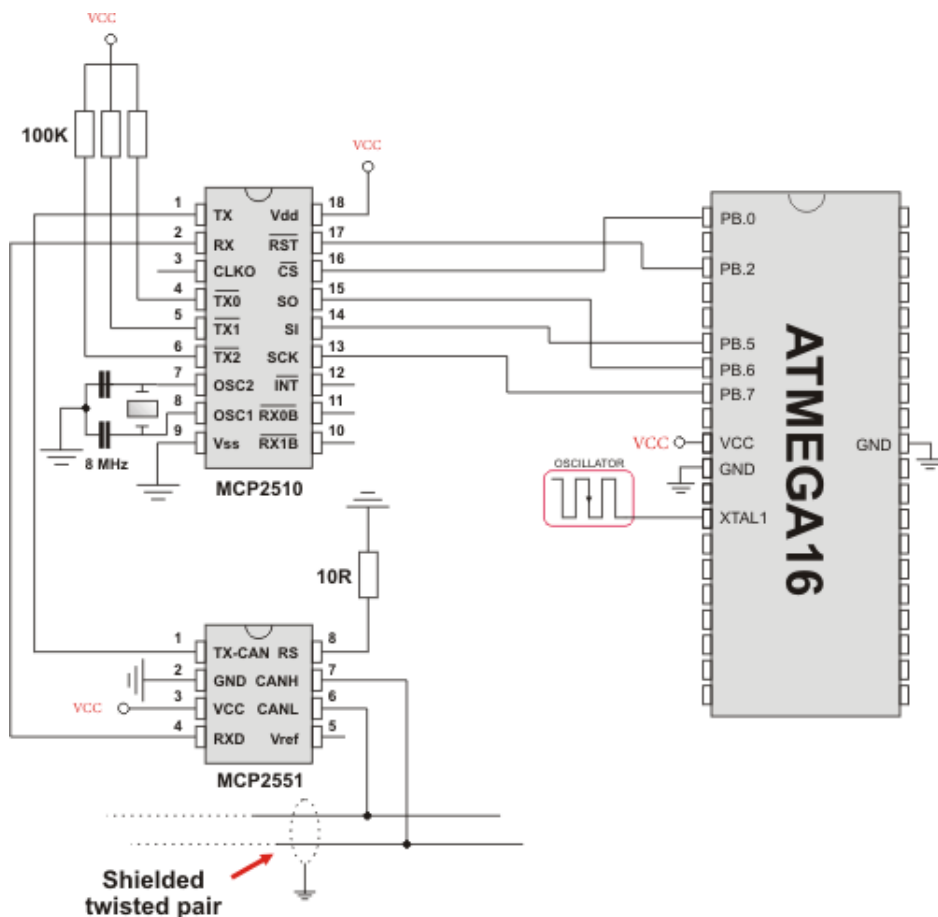 VCC
100K
VCC
1 TX Vdd 18
2 RX RST 17
3 CLKO CS 16
4 TX0 SO 15
5 TX1 SI 14
6 TX2 SCK 13
7 OSC2 INT 12
8 OSC1 RX0B 11
9 Vss RX1B 10
8 MHz
MCP2510
10R
1 TX-CAN RS 8
2 GND CANH 7
VCC 3 VCC CANL 6
4 RXD Vref 5
MCP2551
Shielded
twisted pair
PB.0
PB.2
PB.5
PB.6
PB.7
VCC VCC
GND
GND
OSCILLATOR
XTAL1
ATMEGA16